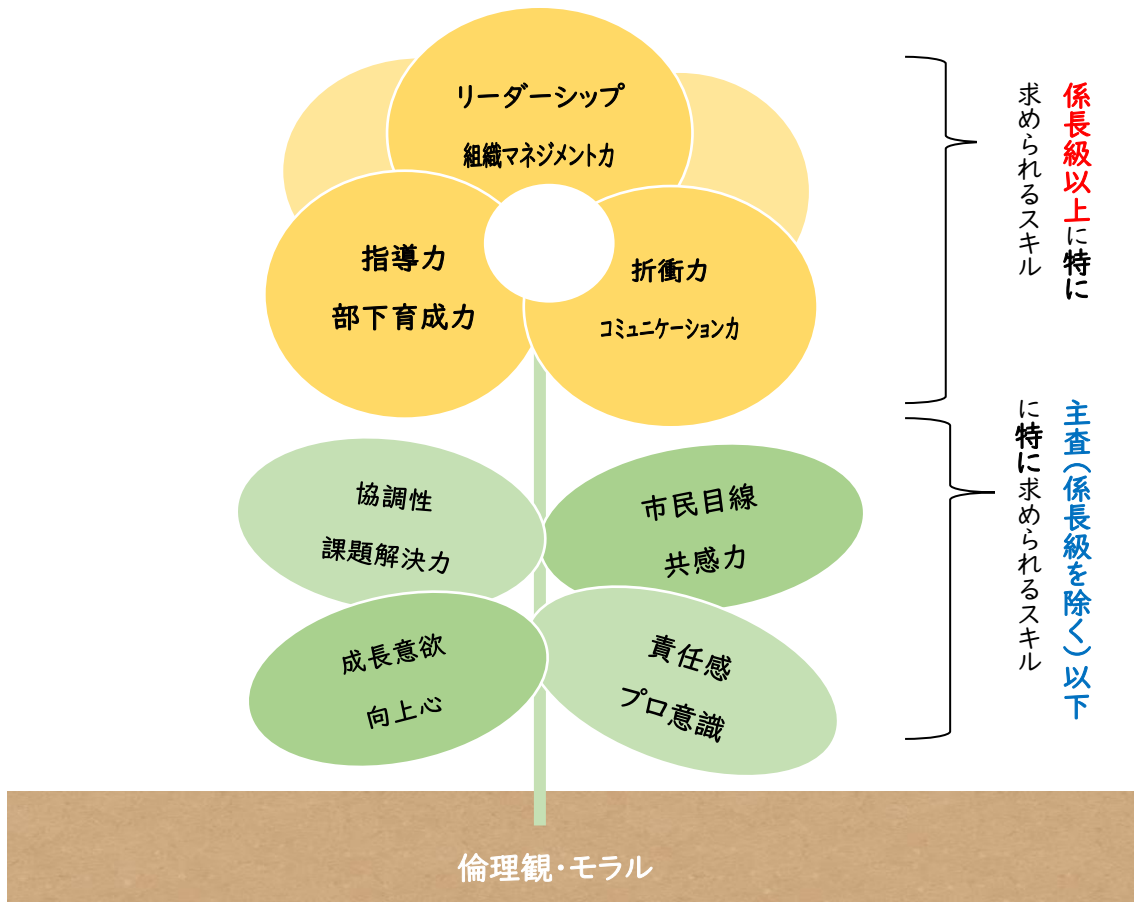 リーダーシップ
組織マネジメント力
指導力
部下育成力
折衝力
コミュニケーション力
係長級以上に特に
求められるスキル
協調性
課題解決力
市民目線
共感力
成長意欲
向上心
責任感
プロ意識
主査(係長級を除く)以下
に特に求められるスキル
倫理観・モラル